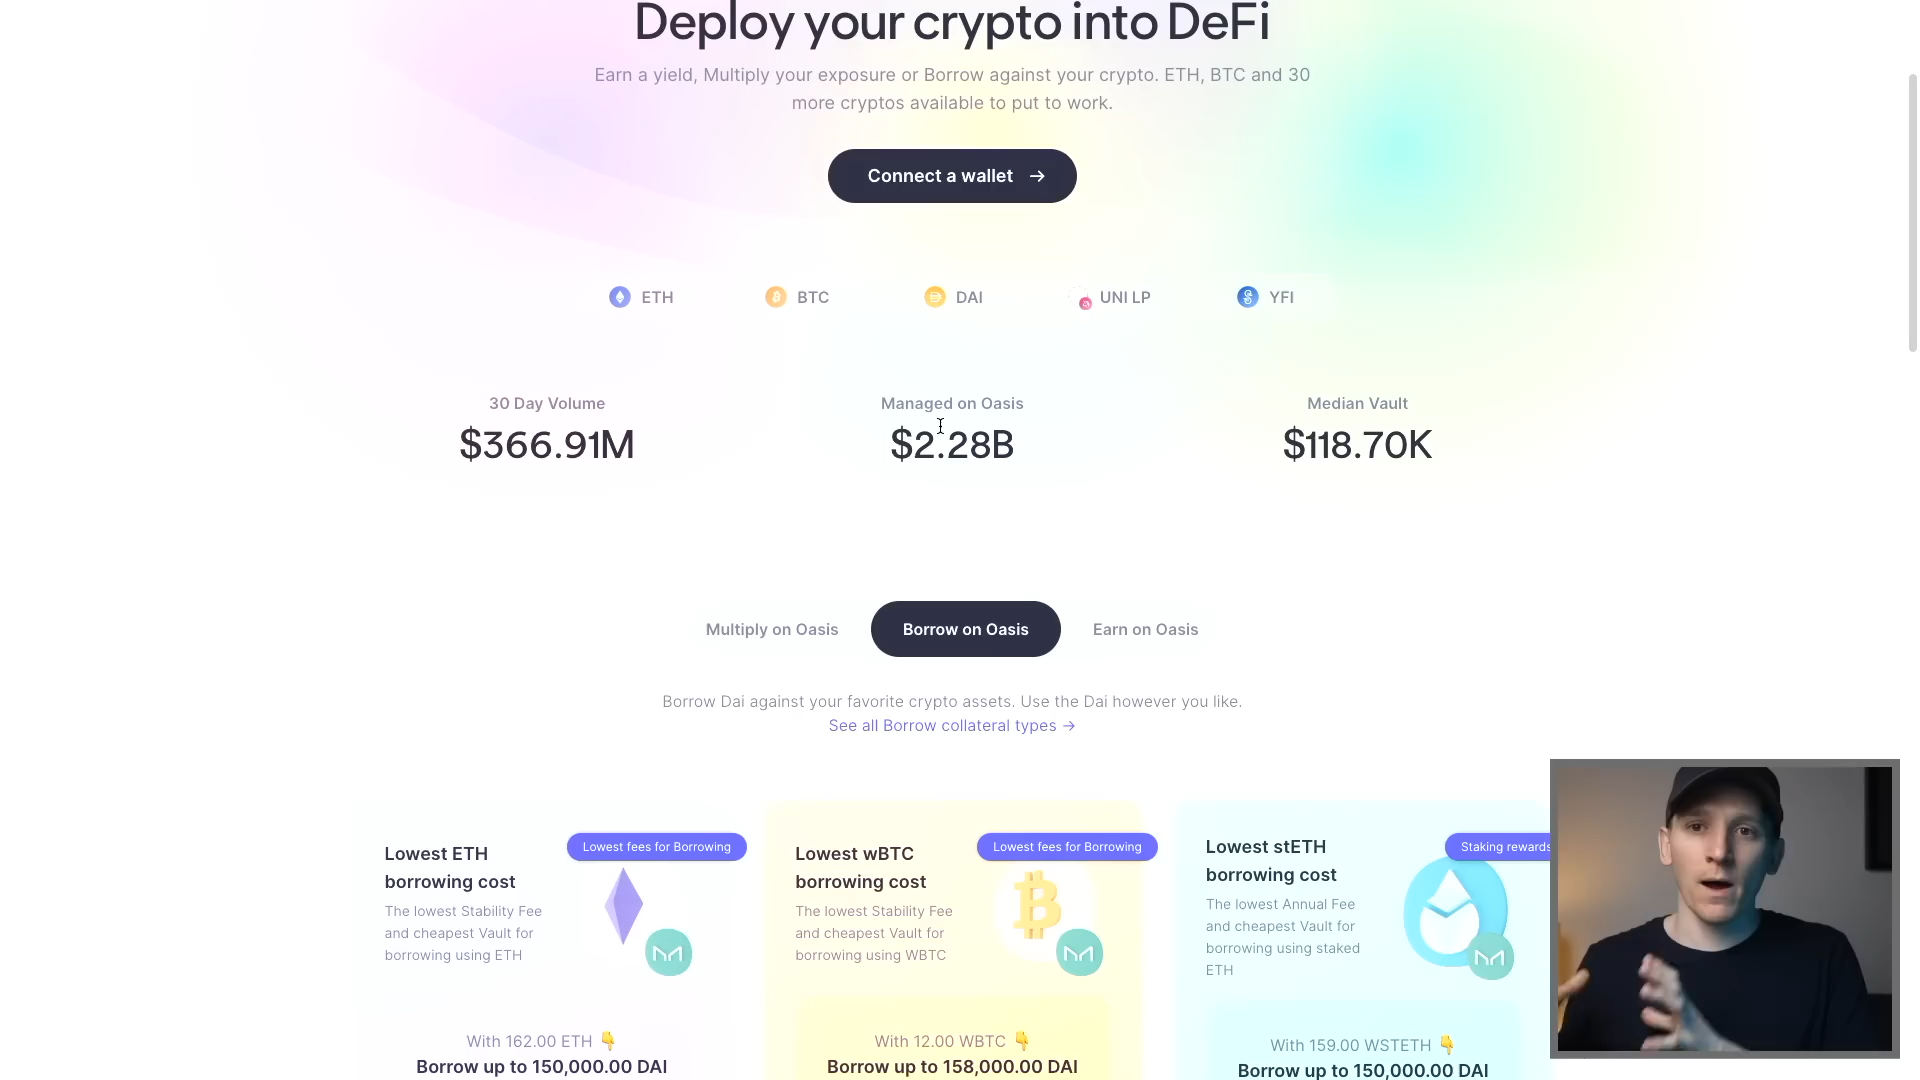 Deploy your crypto into DeFi
Earn a yield, Multiply your exposure or Borrow against your crypto. ETH, BTC and 30
more cryptos available to put to work.
Connect a wallet →
ETH
BTC
DAI
UNI LP
YFI
30 Day Volume
$366.91M
Managed on Oasis
$2.28B
Median Vault
$118.70K
Multiply on Oasis
Borrow on Oasis
Earn on Oasis
Borrow Dai against your favorite crypto assets. Use the Dai however you like.
See all Borrow collateral types →
Lowest fees for Borrowing
Lowest ETH
borrowing cost
The lowest Stability Fee
and cheapest Vault for
borrowing using ETH
With 162.00 ETH 👇
Borrow up to 150,000.00 DAI
Lowest fees for Borrowing
Lowest wBTC
borrowing cost
The lowest Stability Fee
and cheapest Vault for
borrowing using WBTC
With 12.00 WBTC 👇
Borrow up to 158,000.00 DAI
Staking rewards
Lowest stETH
borrowing cost
The lowest Annual Fee
and cheapest Vault for
borrowing using staked
ETH
With 159.00 WSTETH 👇
Borrow up to 150,000.00 DAI